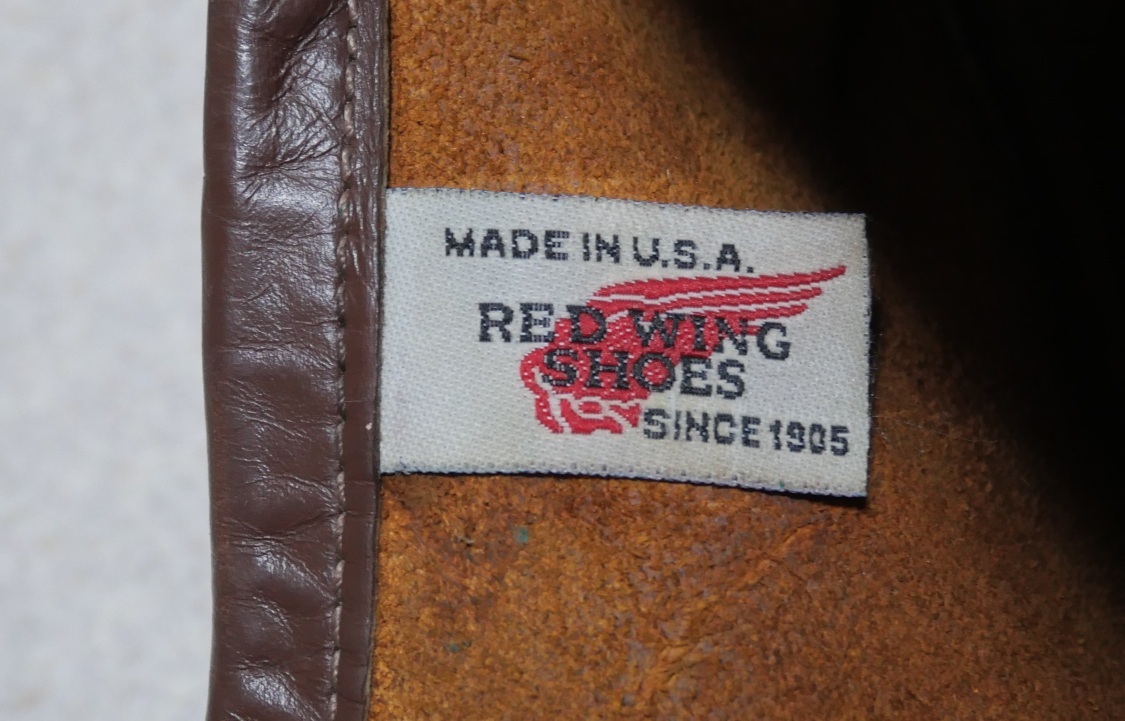 MADE IN U.S.A.
RED WING
SHOES
SINCE 1905